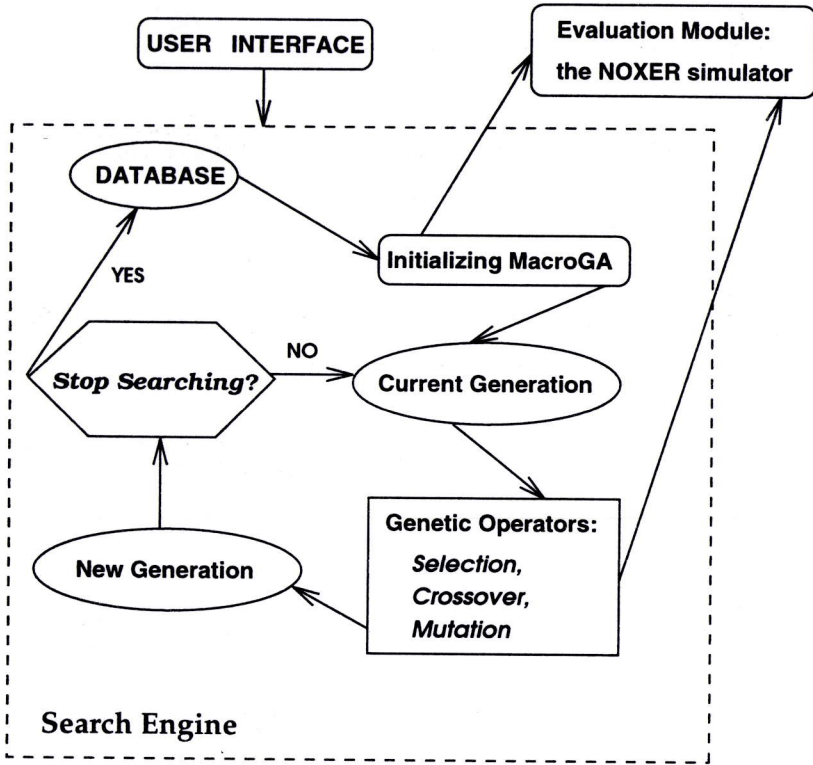 USER INTERFACE
Evaluation Module:
the NOXER simulator
DATABASE
Initializing MacroGA
YES
NO
Stop Searching?
Current Generation
Genetic Operators:
Selection,
Crossover,
Mutation
New Generation
Search Engine